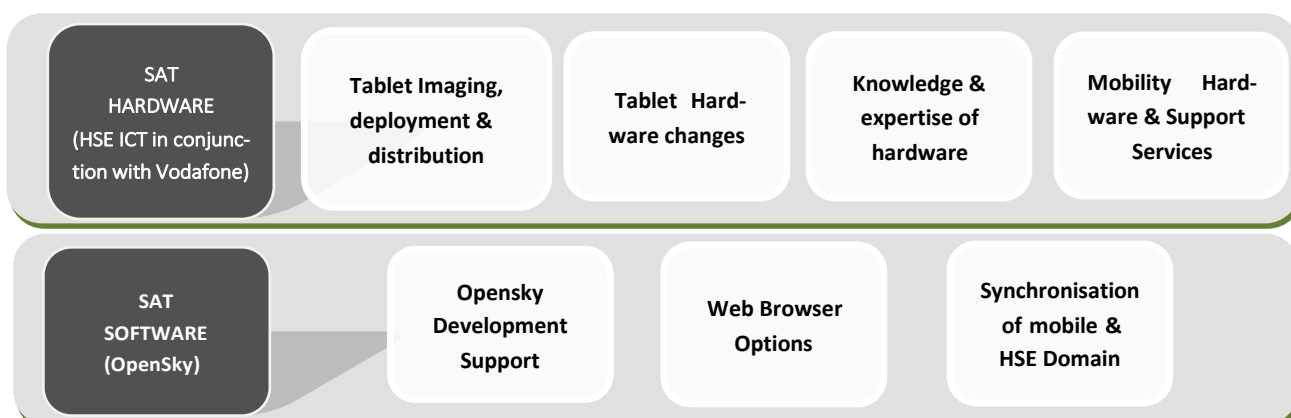 SAT
HARDWARE
(HSE ICT in conjunc-
tion with Vodafone)
Tablet Imaging,
deployment &
distribution
Tablet Hard-
ware changes
Knowledge &
expertise of
hardware
Mobility Hard-
ware & Support
Services
SAT
SOFTWARE
(OpenSky)
Opensky
Development
Support
Web Browser
Options
Synchronisation
of mobile &
HSE Domain